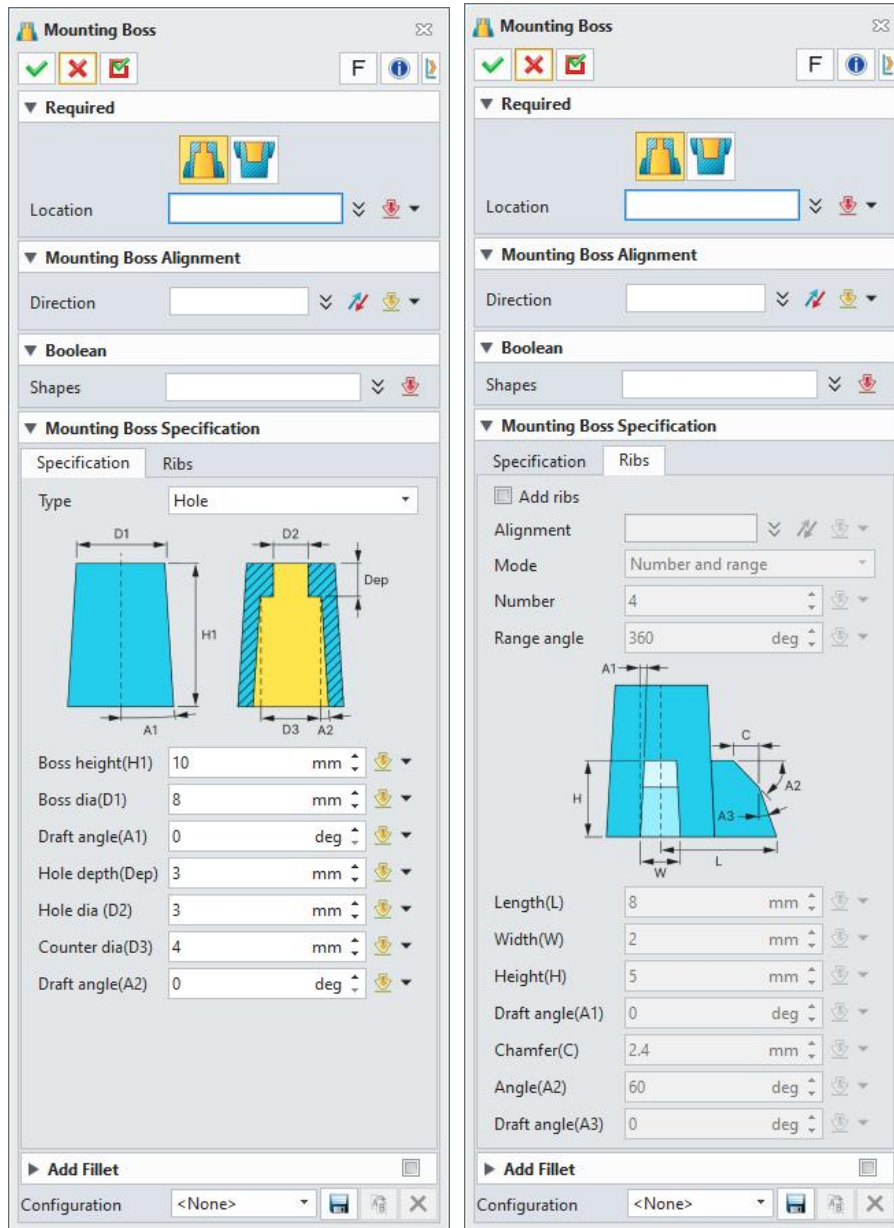 Mounting Boss
F
Required
Location
Mounting Boss Alignment
Direction
Boolean
Shapes
Mounting Boss Specification
Specification Ribs
Type Hole
D1 D2
Dep
H1
A1 D3 A2
Boss height(H1) 10 mm
Boss dia(D1) 8 mm
Draft angle(A1) 0 deg
Hole depth(Dep) 3 mm
Hole dia (D2) 3 mm
Counter dia(D3) 4 mm
Draft angle(A2) 0 deg
Add Fillet
Configuration <None>
Mounting Boss
F
Required
Location
Mounting Boss Alignment
Direction
Boolean
Shapes
Mounting Boss Specification
Specification Ribs
Add ribs
Alignment
Mode Number and range
Number 4
Range angle 360 deg
A1
C
H A2
A3
W L
Length(L) 8 mm
Width(W) 2 mm
Height(H) 5 mm
Draft angle(A1) 0 deg
Chamfer(C) 2.4 mm
Angle(A2) 60 deg
Draft angle(A3) 0 deg
Add Fillet
Configuration <None>